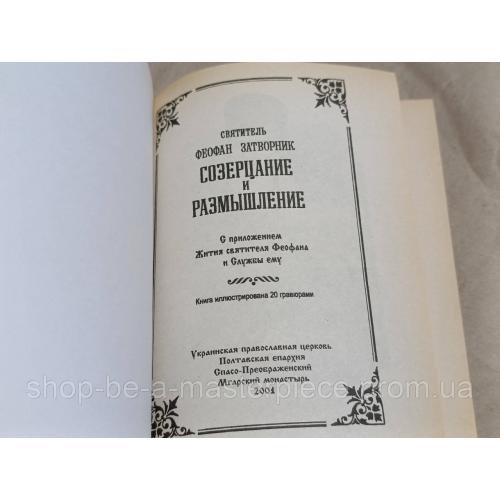 СВЯТИТЕЛЬ
ФЕОФАН ЗАТВОРНИК
СОЗЕРЦАНИЕ
И
РАЗМЫШЛЕНИЕ
С приложением
Жития святителя Феофана
и Службы ему
Книга иллюстрирована 20 гравюрами
Украинская православная церковь
Полтавская епархия
Спасо-Преображенский
Мгарский монастырь
2001
shop-be-a-masterpiece.com.ua